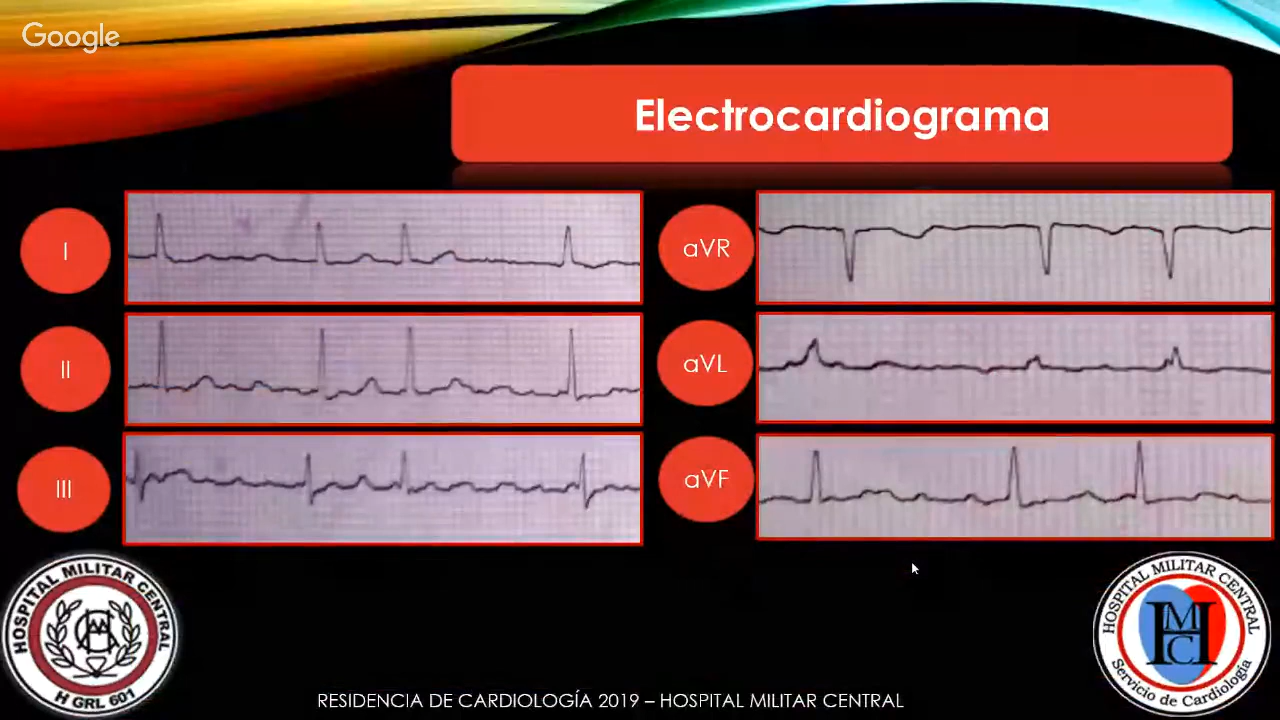 Google
Electrocardiograma
I
aVR
II
aVL
III
aVF
HOSPITAL MILITAR CENTRAL
H GRL 601
HOSPITAL MILITAR CENTRAL
HMC
Servicio de Cardiología
RESIDENCIA DE CARDIOLOGÍA 2019 – HOSPITAL MILITAR CENTRAL